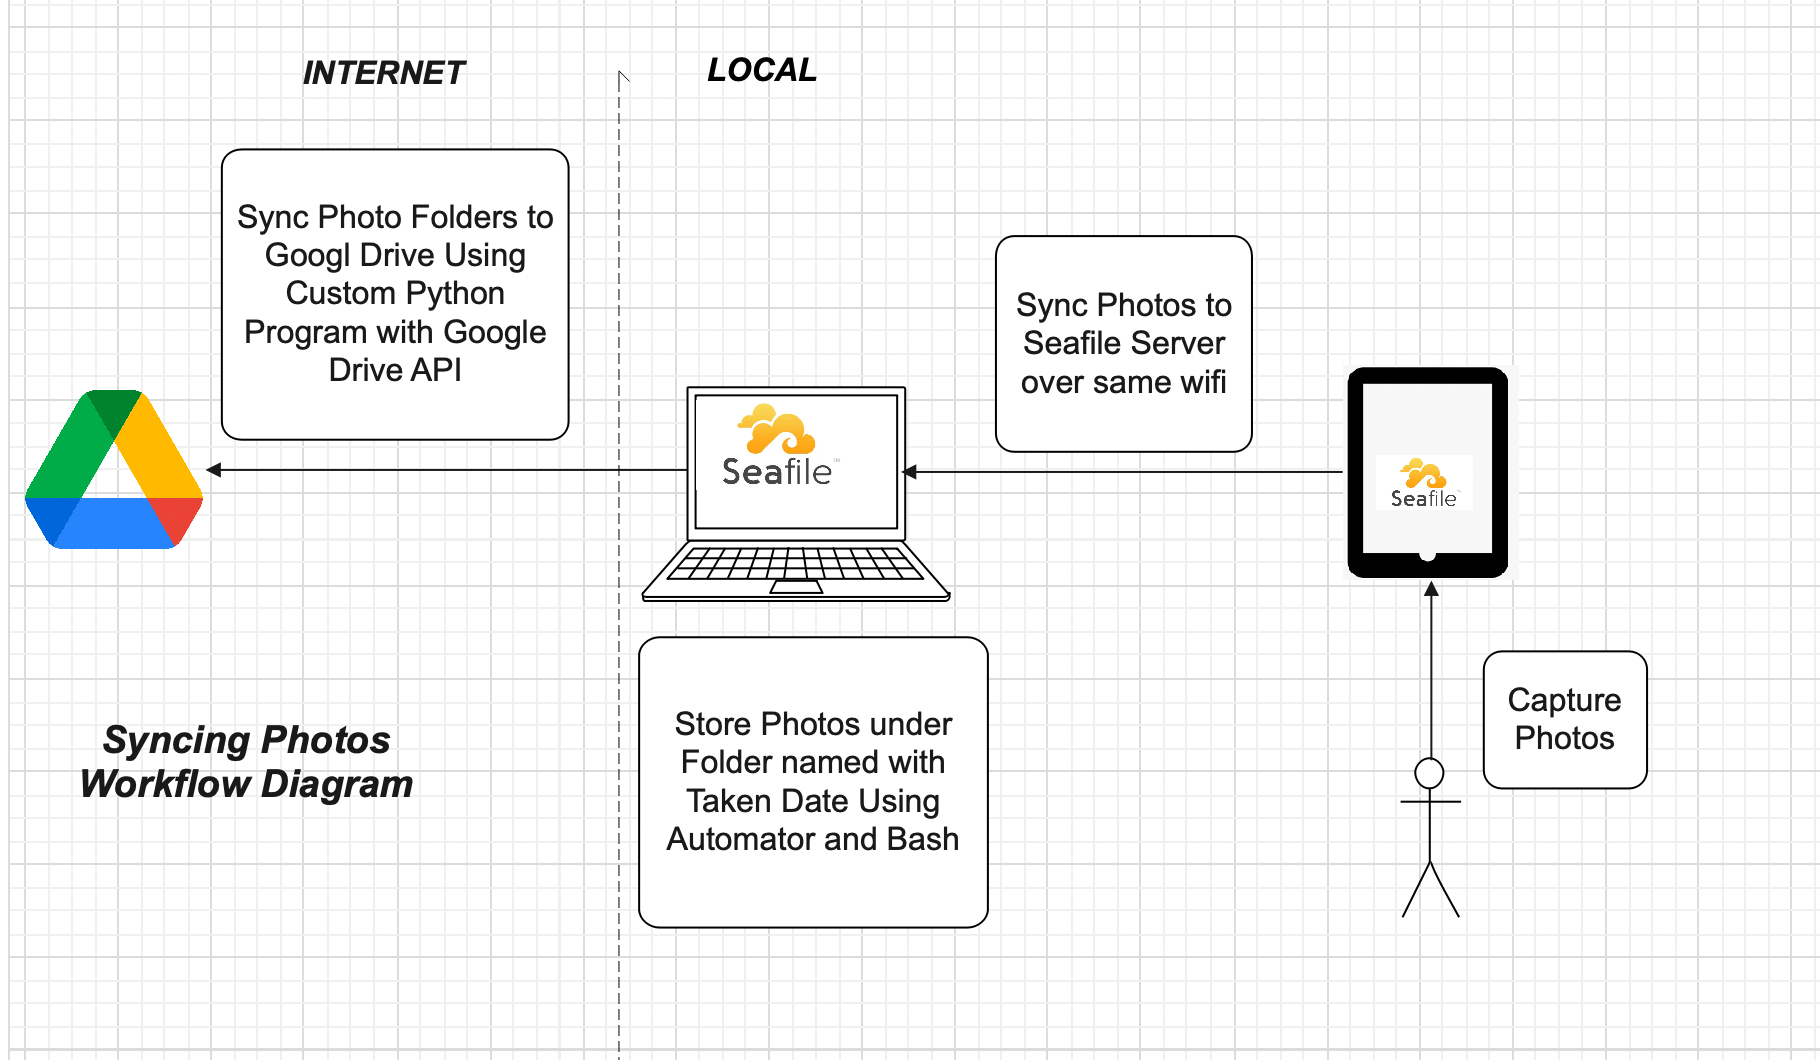 INTERNET
LOCAL
Sync Photo Folders to
Googl Drive Using
Custom Python
Program with Google
Drive API
Sync Photos to
Seafile Server
over same wifi
Seafile™
Seafile
Store Photos under
Folder named with
Taken Date Using
Automator and Bash
Capture
Photos
Syncing Photos
Workflow Diagram